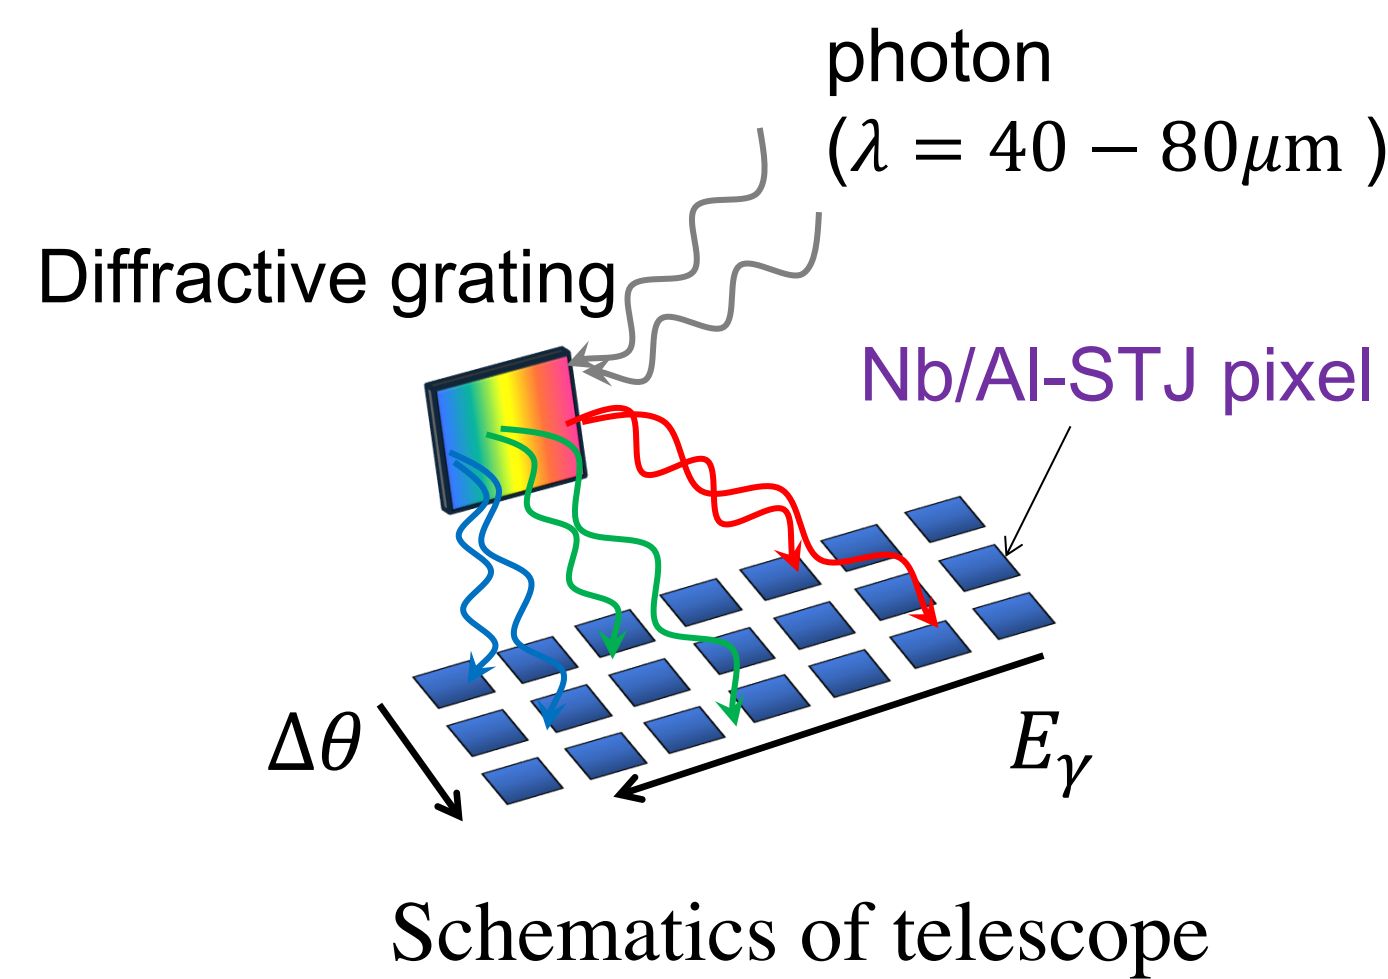 photon
(λ = 40 − 80μm )
Diffractive grating
Nb/Al-STJ pixel
Δθ
E_γ
Schematics of telescope